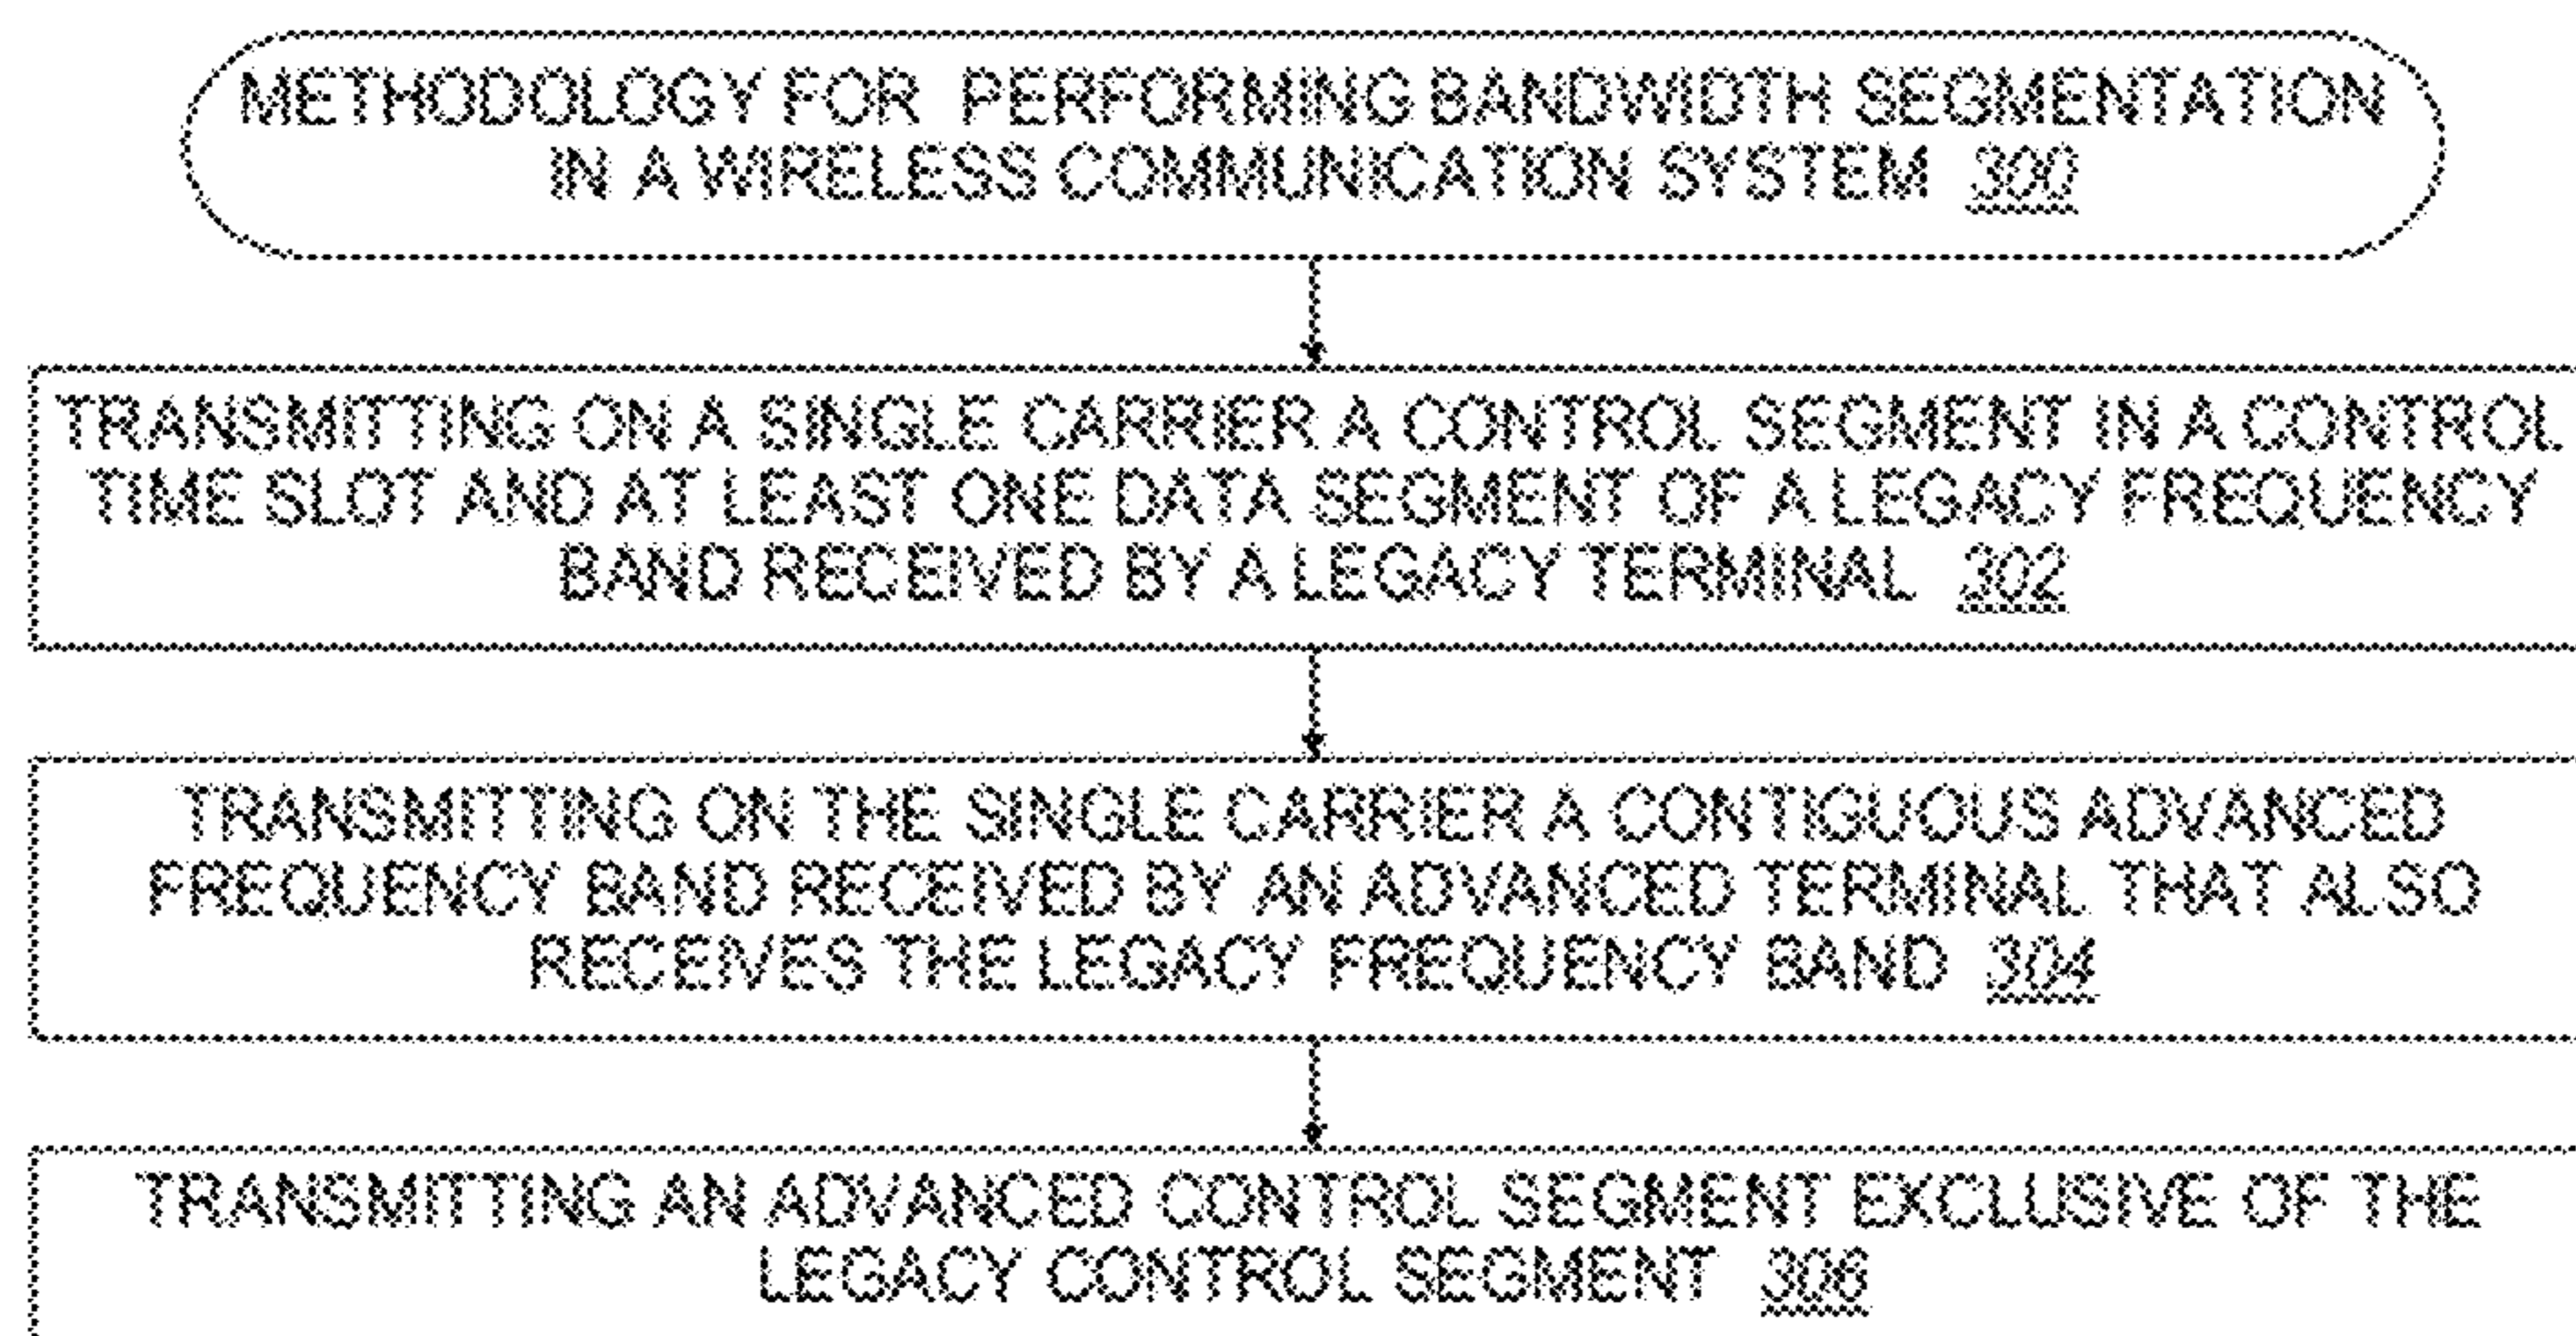 METHODOLOGY FOR PERFORMING BANDWIDTH SEGMENTATION
IN A WIRELESS COMMUNICATION SYSTEM 300
TRANSMITTING ON A SINGLE CARRIER A CONTROL SEGMENT IN A CONTROL
TIME SLOT AND AT LEAST ONE DATA SEGMENT OF A LEGACY FREQUENCY
BAND RECEIVED BY A LEGACY TERMINAL 302
TRANSMITTING ON THE SINGLE CARRIER A CONTIGUOUS ADVANCED
FREQUENCY BAND RECEIVED BY AN ADVANCED TERMINAL THAT ALSO
RECEIVES THE LEGACY FREQUENCY BAND 304
TRANSMITTING AN ADVANCED CONTROL SEGMENT EXCLUSIVE OF THE
LEGACY CONTROL SEGMENT 306